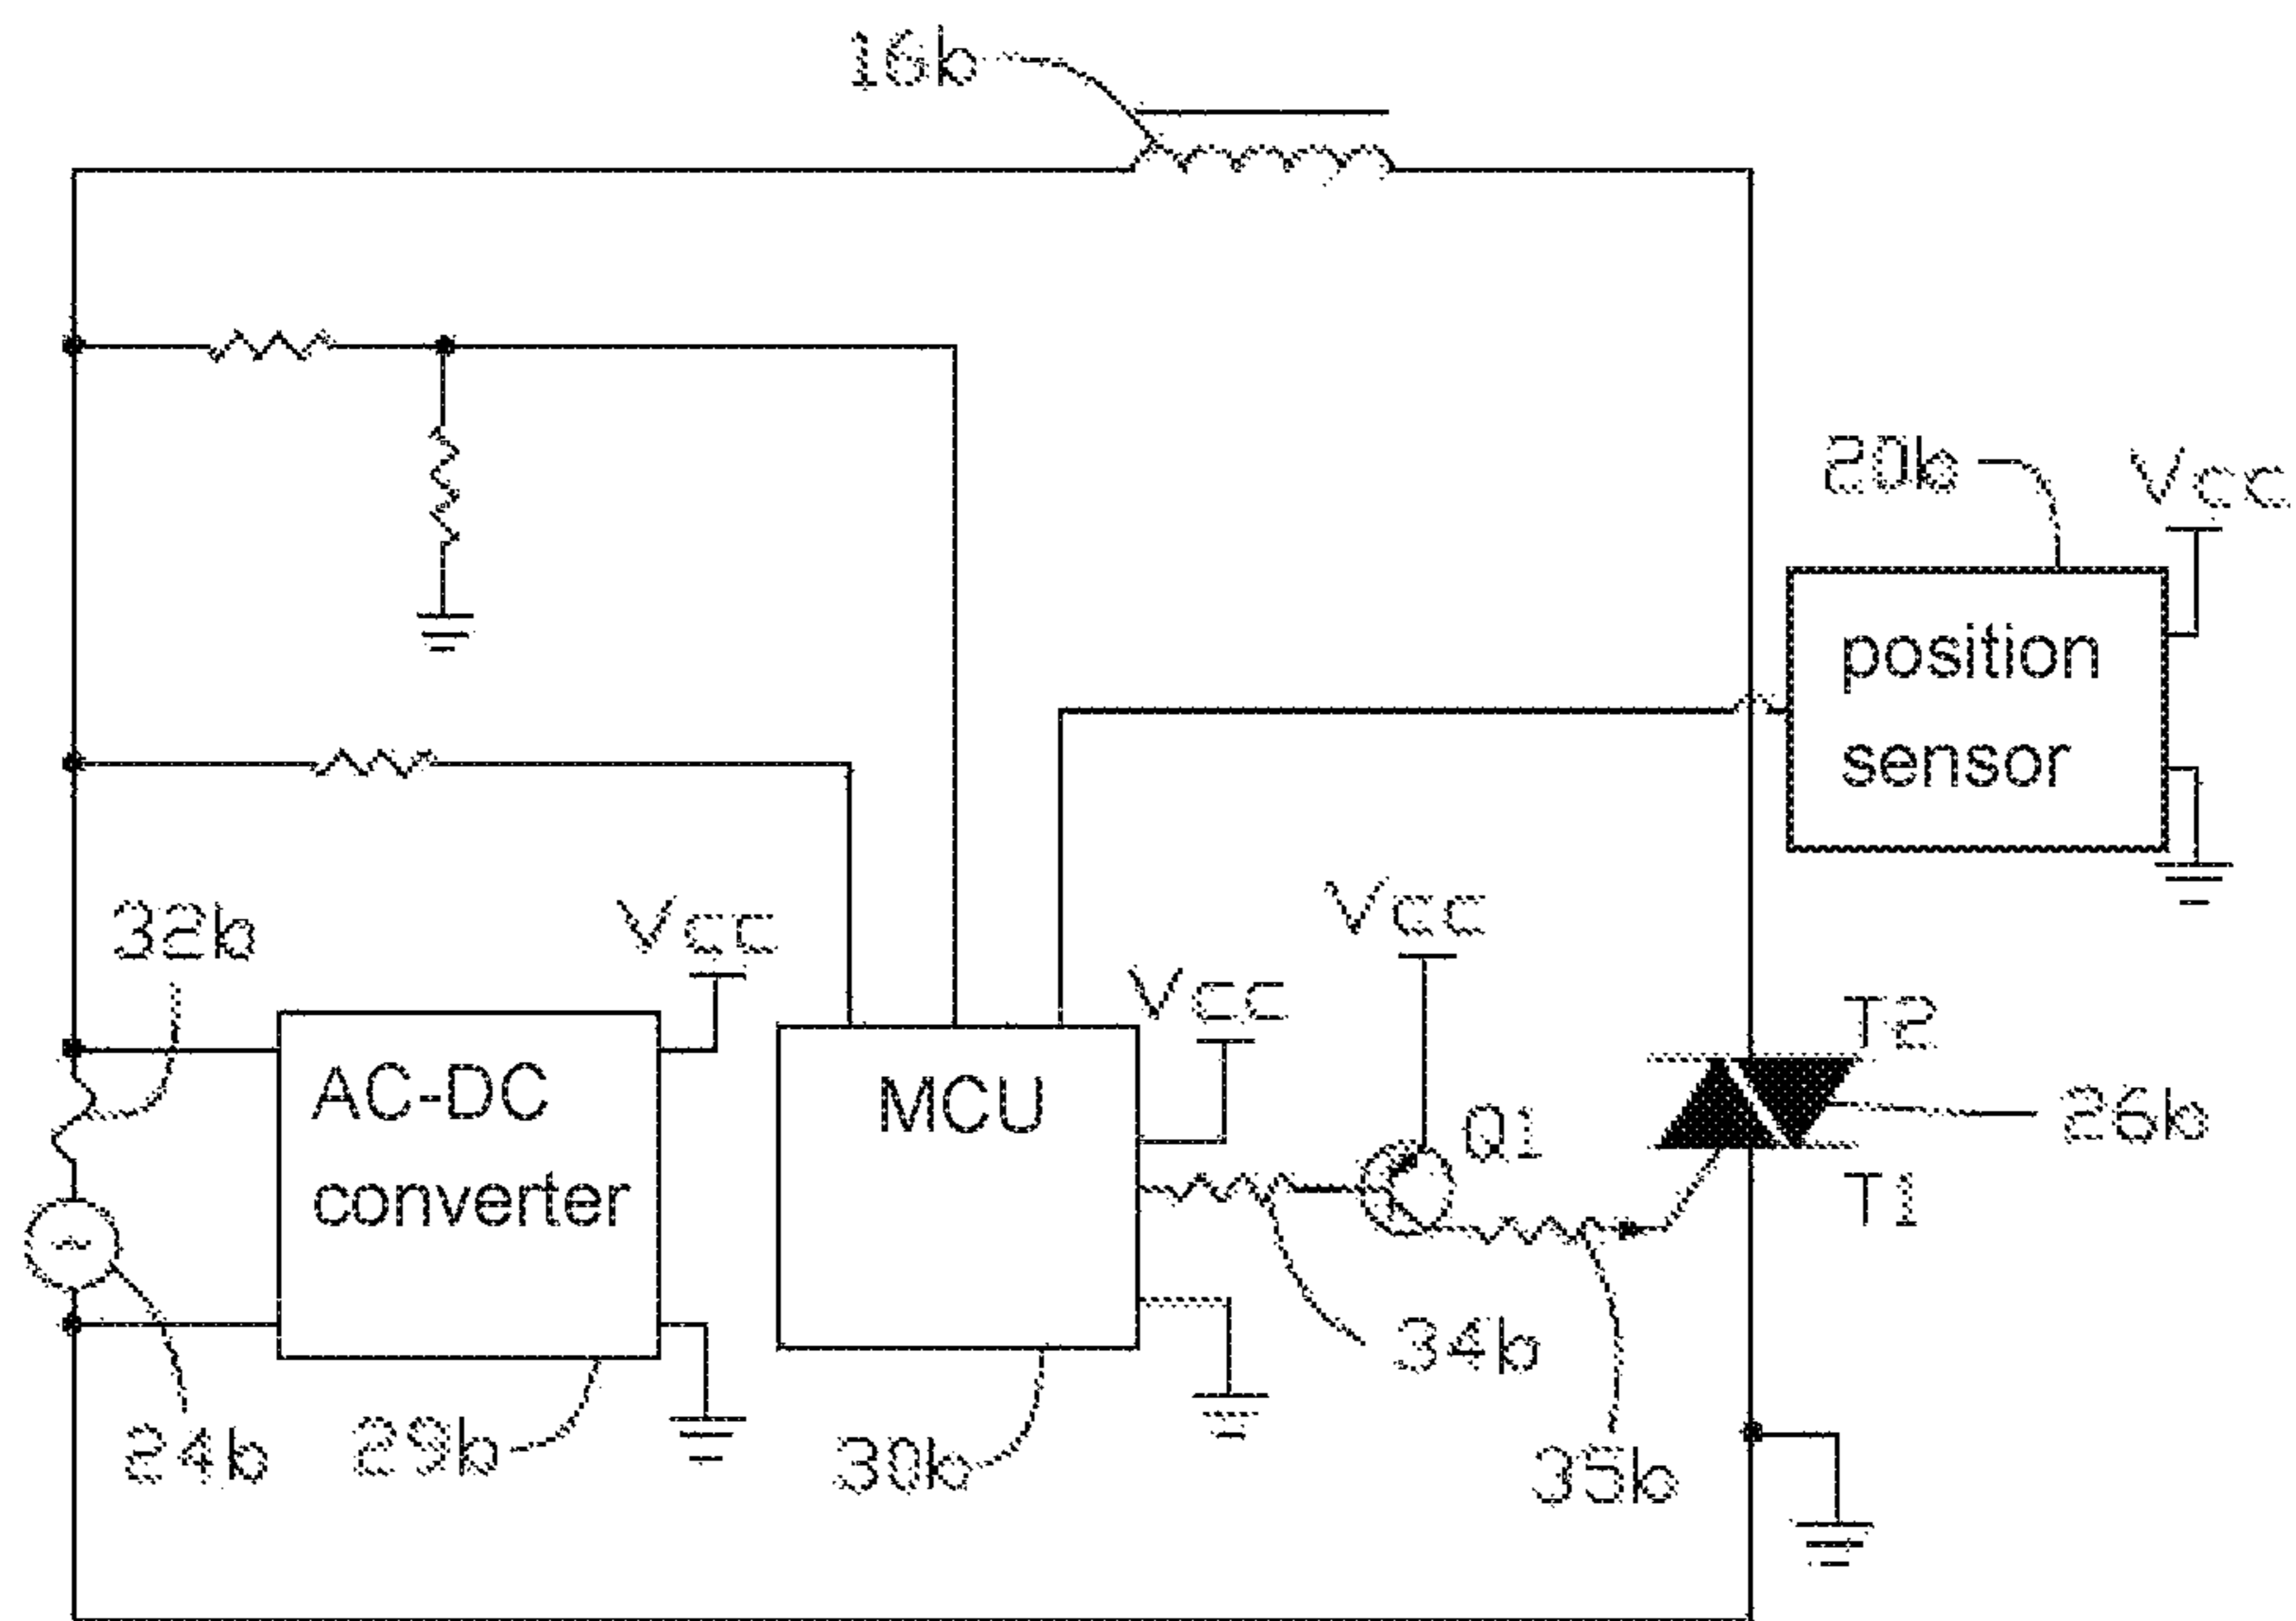 16b
20b
Vcc
position
sensor
32b
Vcc
Vcc
Vcc
T2
AC-DC
converter
MCU
Q1
26b
T1
34b
24b
29b
30b
35b